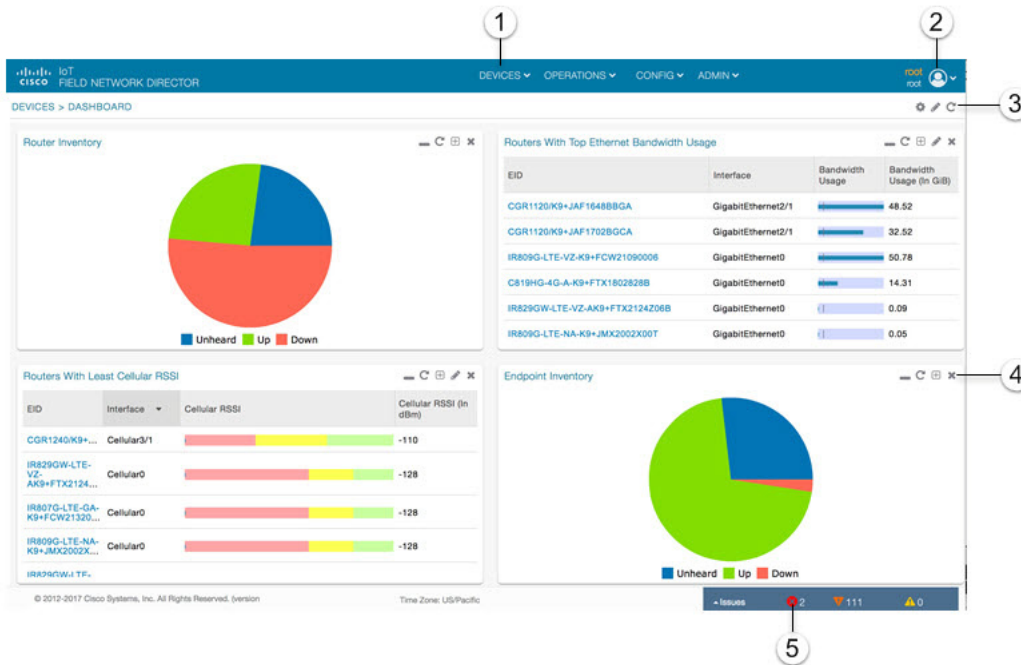 1
2
CISCO IoT
FIELD NETWORK DIRECTOR
DEVICES OPERATIONS CONFIG ADMIN
root
root
DEVICES > DASHBOARD
3
Router Inventory
Unheard Up Down
Routers With Top Ethernet Bandwidth Usage
EID Interface Bandwidth Usage Bandwidth Usage (In GiB)
CGR1120/K9+JAF1648BBGA GigabitEthernet2/1 48.52
CGR1120/K9+JAF1702BGCA GigabitEthernet2/1 32.52
IR809G-LTE-VZ-K9+FCW21090006 GigabitEthernet0 50.78
C819HG-4G-A-K9+FTX1802828B GigabitEthernet0 14.31
IR829GW-LTE-VZ-AK9+FTX2124Z06B GigabitEthernet0 0.09
IR809G-LTE-NA-K9+JMX2002X00T GigabitEthernet0 0.05
Routers With Least Cellular RSSI
EID Interface Cellular RSSI Cellular RSSI (In dBm)
CGR1240/K9+... Cellular3/1 -110
IR829GW-LTE-
VZ-
AK9+FTX2124... Cellular0 -128
IR807G-LTE-GA-
K9+FCW21320... Cellular0 -128
IR809G-LTE-NA-
K9+JMX2002X... Cellular0 -128
IR829GW-LTE-
Endpoint Inventory
4
Unheard Up Down
© 2012-2017 Cisco Systems, Inc. All Rights Reserved. (version
Time Zone: US/Pacific
Issues 2 111 0
5